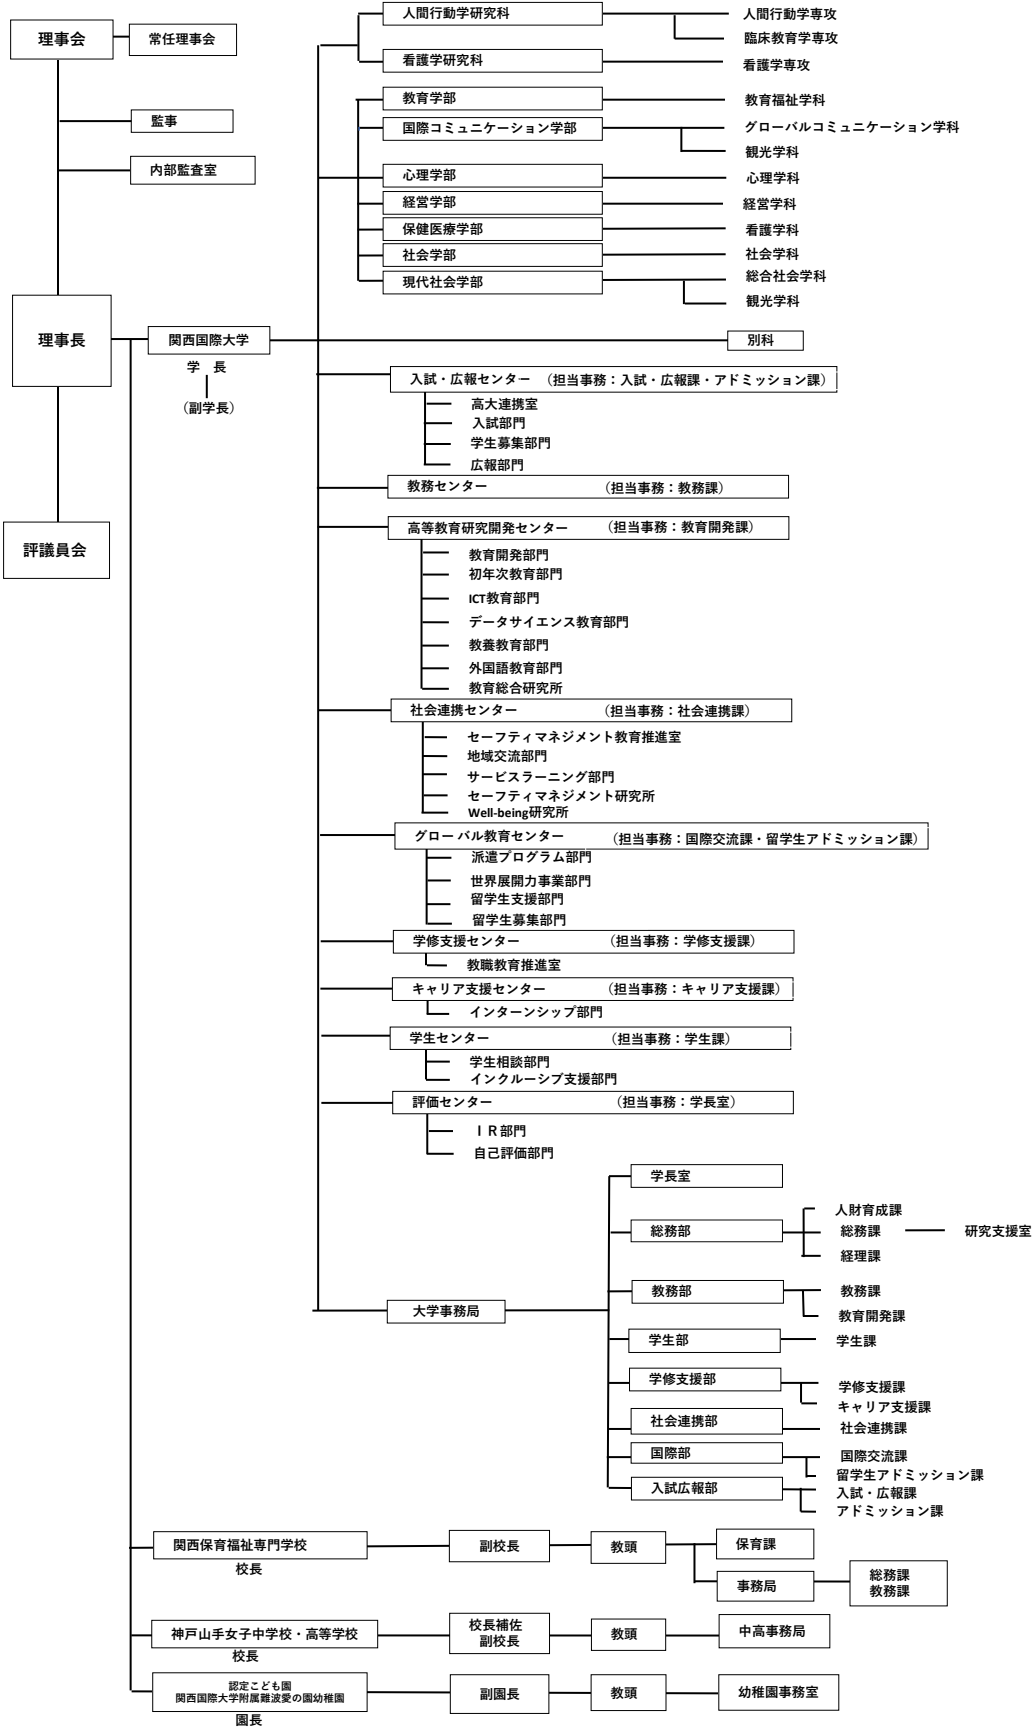 理事会
常任理事会
監事
内部監査室
理事長
評議員会
関西国際大学
学 長
（副学長）
人間行動学研究科
人間行動学専攻
臨床教育学専攻
看護学研究科
看護学専攻
教育学部
教育福祉学科
国際コミュニケーション学部
グローバルコミュニケーション学科
観光学科
心理学部
心理学科
経営学部
経営学科
保健医療学部
看護学科
社会学部
社会学科
現代社会学部
総合社会学科
観光学科
別科
入試・広報センター （担当事務：入試・広報課・アドミッション課）
高大連携室
入試部門
学生募集部門
広報部門
教務センター （担当事務：教務課）
高等教育研究開発センター （担当事務：教育開発課）
教育開発部門
初年次教育部門
ICT教育部門
データサイエンス教育部門
教養教育部門
外国語教育部門
教育総合研究所
社会連携センター （担当事務：社会連携課）
セーフティマネジメント教育推進室
地域交流部門
サービスラーニング部門
セーフティマネジメント研究所
Well-being研究所
グローバル教育センター （担当事務：国際交流課・留学生アドミッション課）
派遣プログラム部門
世界展開力事業部門
留学生支援部門
留学生募集部門
学修支援センター （担当事務：学修支援課）
教職教育推進室
キャリア支援センター （担当事務：キャリア支援課）
インターンシップ部門
学生センター （担当事務：学生課）
学生相談部門
インクルーシブ支援部門
評価センター （担当事務：学長室）
ＩＲ部門
自己評価部門
大学事務局
学長室
総務部
人財育成課
総務課
研究支援室
経理課
教務部
教務課
教育開発課
学生部
学生課
学修支援部
学修支援課
キャリア支援課
社会連携部
社会連携課
国際部
国際交流課
留学生アドミッション課
入試広報部
入試・広報課
アドミッション課
関西保育福祉専門学校
校長
副校長
教頭
保育課
事務局
総務課
教務課
神戸山手女子中学校・高等学校
校長
校長補佐
副校長
教頭
中高事務局
認定こども園
関西国際大学附属難波愛の園幼稚園
園長
副園長
教頭
幼稚園事務室